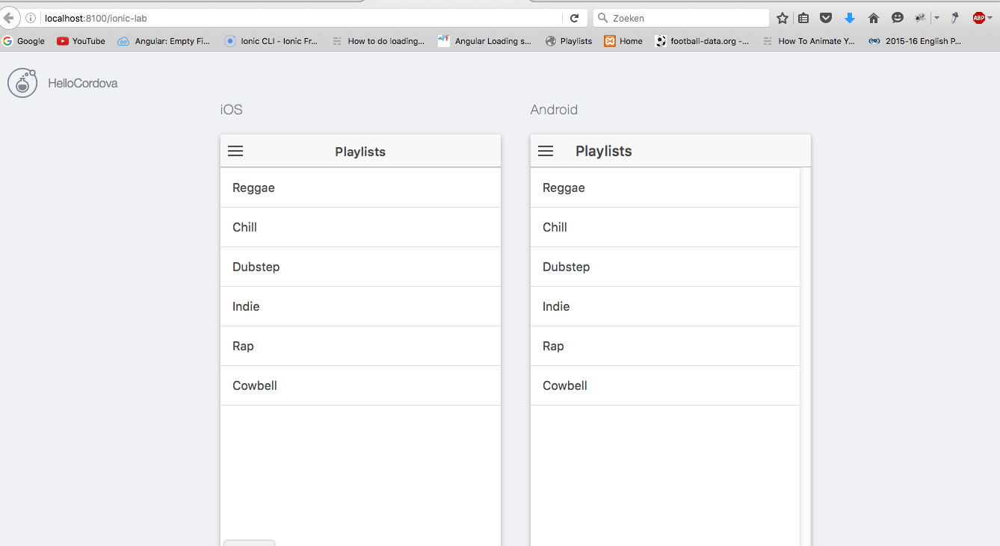 localhost:8100/ionic-lab
Zoeken
ABP
Google
YouTube
Angular: Empty Fi...
Ionic CLI - Ionic Fr...
How to do loading...
Angular Loading s...
Playlists
Home
football-data.org -...
How To Animate Y...
2015-16 English P...
HelloCordova
iOS
Android
Playlists
Reggae
Chill
Dubstep
Indie
Rap
Cowbell
Playlists
Reggae
Chill
Dubstep
Indie
Rap
Cowbell